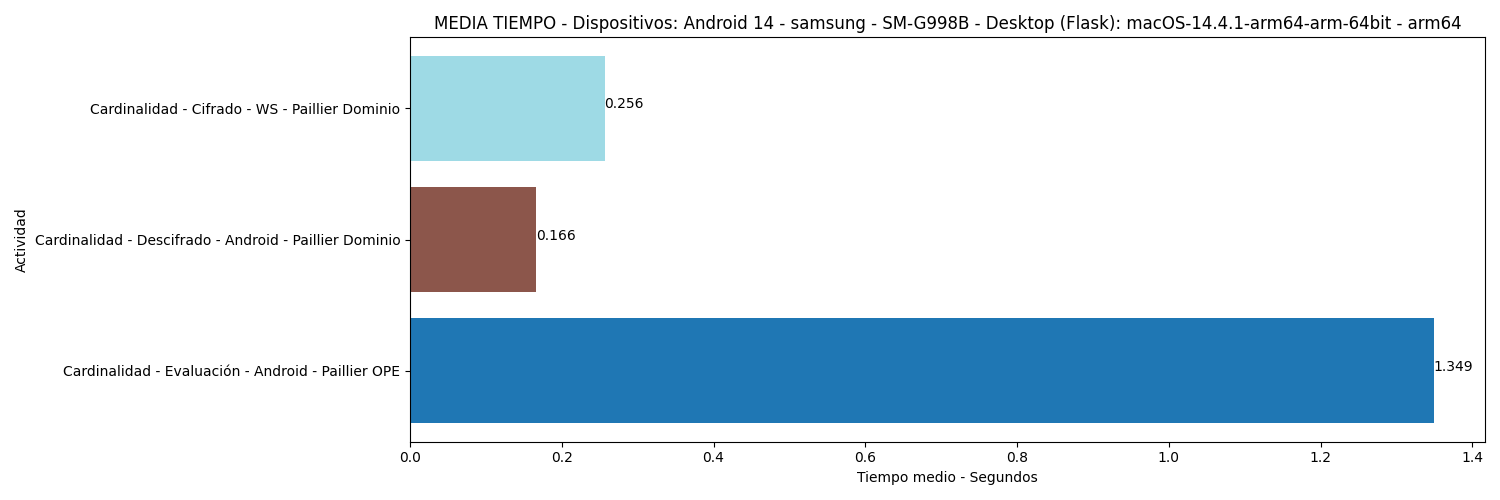 MEDIA TIEMPO - Dispositivos: Android 14 - samsung - SM-G998B - Desktop (Flask): macOS-14.4.1-arm64-arm-64bit - arm64
Actividad
Cardinalidad - Cifrado - WS - Paillier Dominio
0.256
Cardinalidad - Descifrado - Android - Paillier Dominio
0.166
Cardinalidad - Evaluación - Android - Paillier OPE
1.349
0.0 0.2 0.4 0.6 0.8 1.0 1.2 1.4
Tiempo medio - Segundos